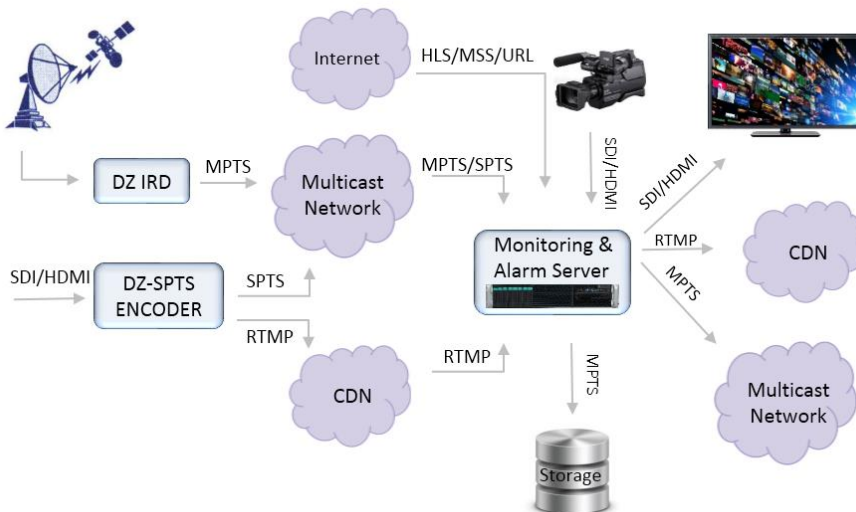 Internet
HLS/MSS/URL
SDI/HDMI
DZ IRD
MPTS
Multicast
Network
MPTS/SPTS
SDI/HDMI
DZ-SPTS
ENCODER
SPTS
RTMP
CDN
RTMP
Monitoring &
Alarm Server
SDI/HDMI
RTMP
CDN
MPTS
Multicast
Network
MPTS
Storage